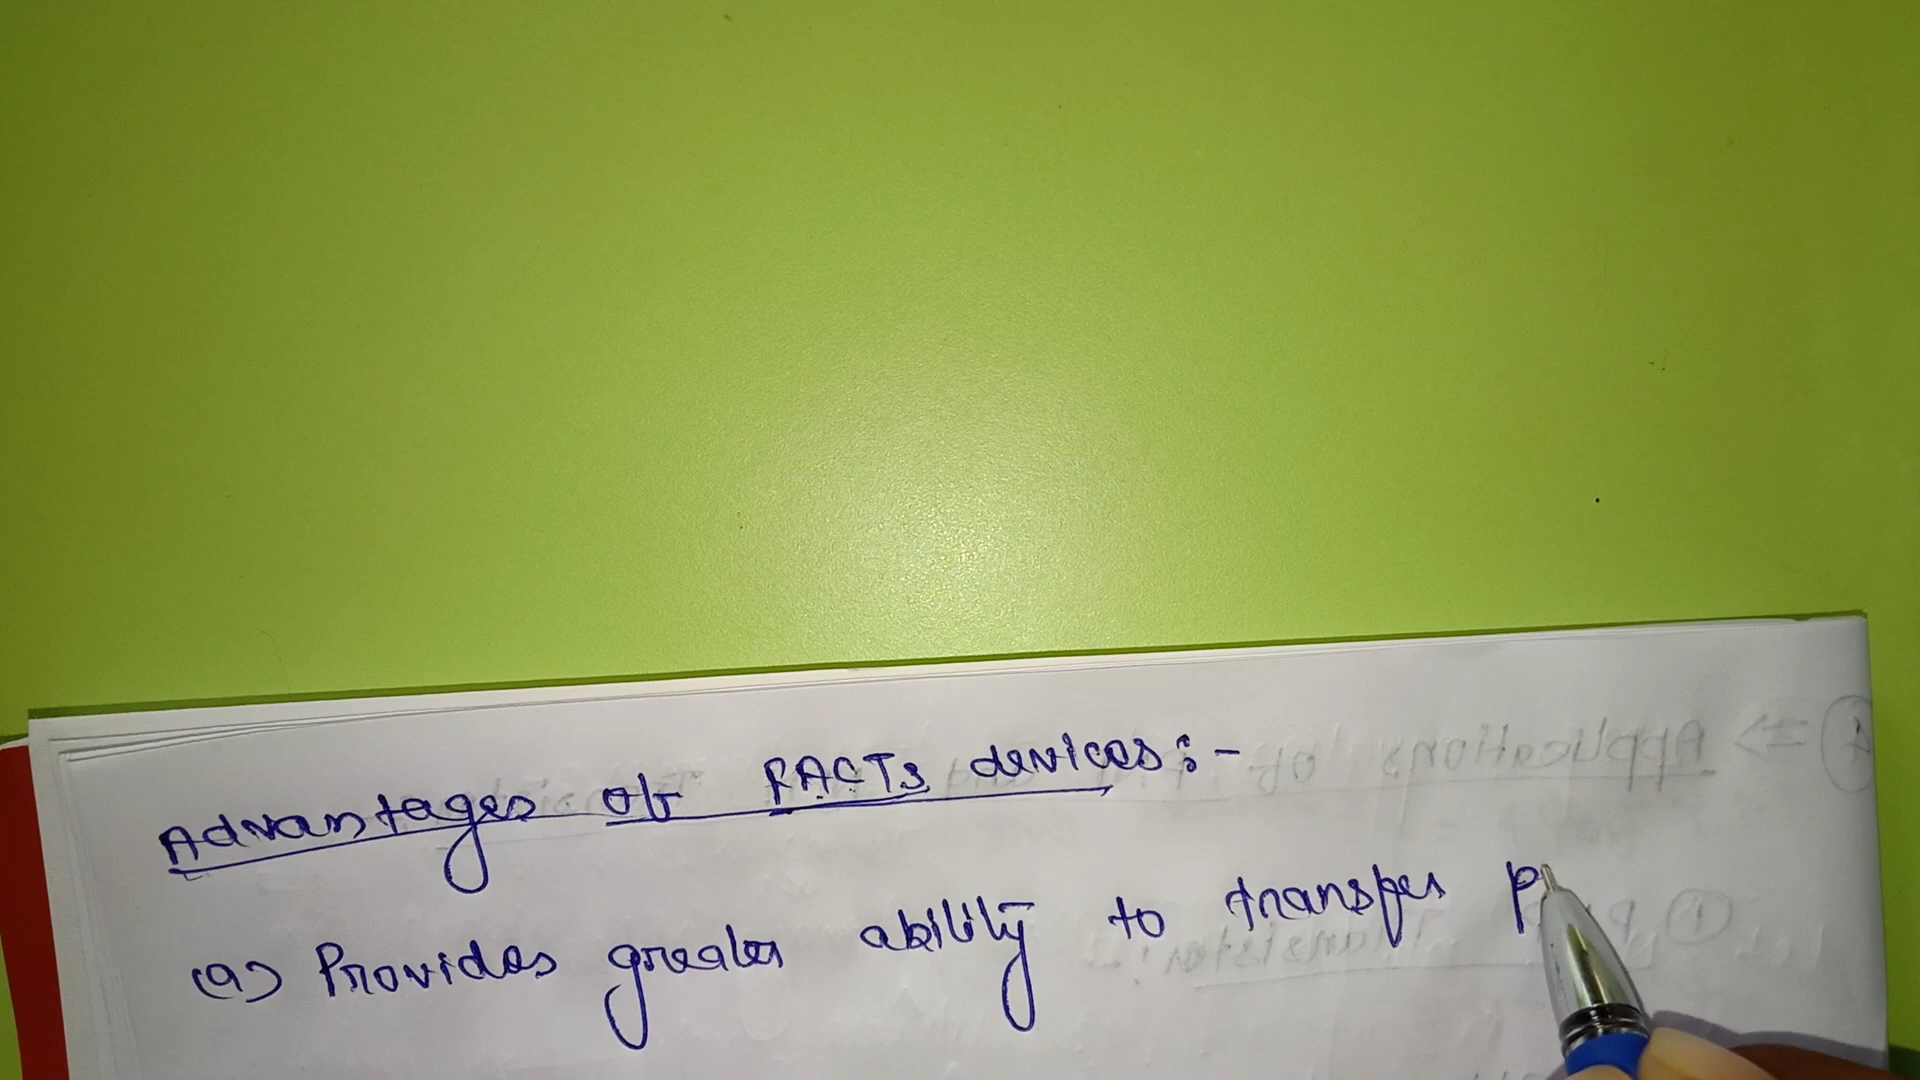 Advantages of FACTs devices:-
(a) Provides greater ability to transfer P